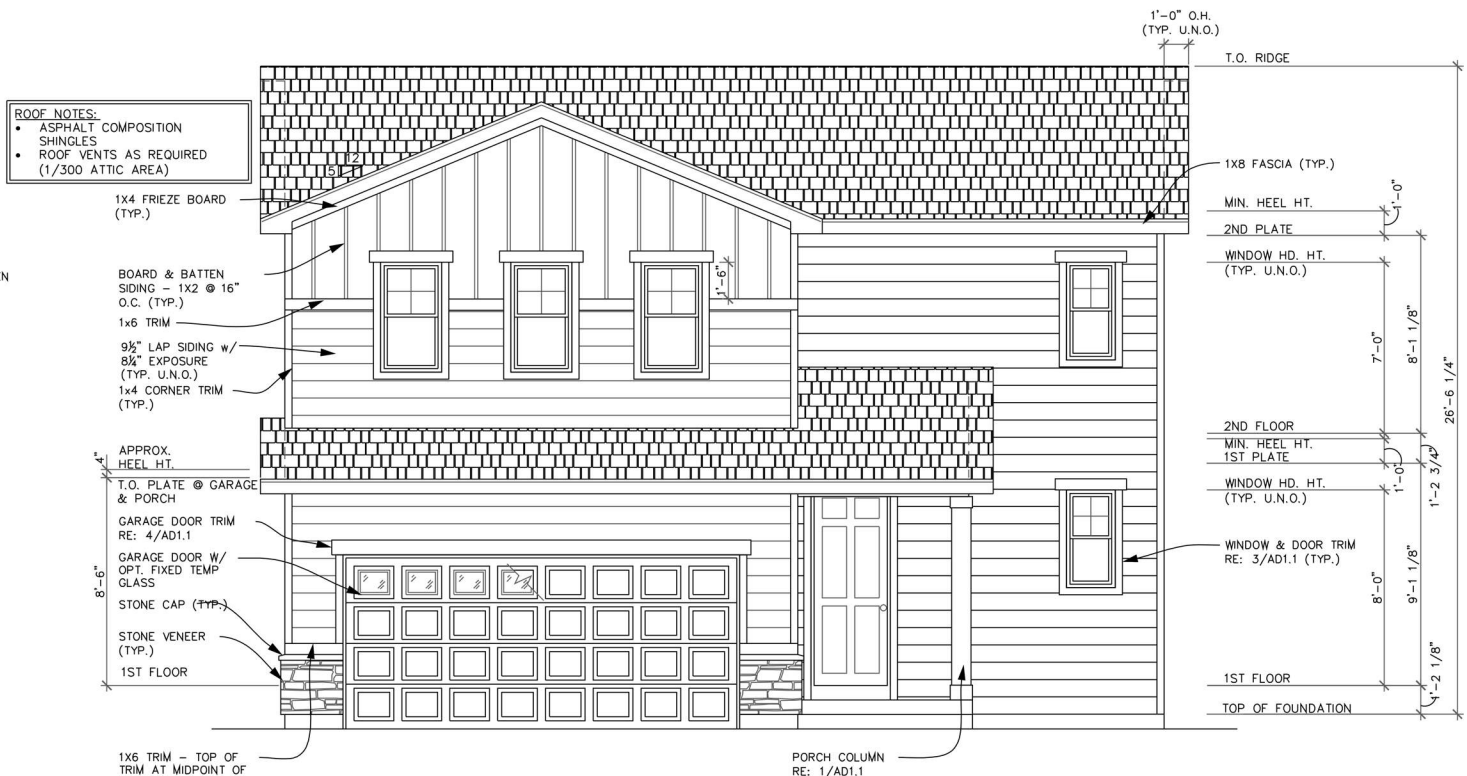 1'-0" O.H.
(TYP. U.N.O.)
T.O. RIDGE
ROOF NOTES:
• ASPHALT COMPOSITION
SHINGLES
• ROOF VENTS AS REQUIRED
(1/300 ATTIC AREA)
12
5
1X4 FRIEZE BOARD
(TYP.)
EN
BOARD & BATTEN
SIDING – 1X2 @ 16"
O.C. (TYP.)
1x6 TRIM
9½" LAP SIDING w/
8¼" EXPOSURE
(TYP. U.N.O.)
1x4 CORNER TRIM
(TYP.)
1'-6"
APPROX.
HEEL HT.
4"
T.O. PLATE @ GARAGE
& PORCH
GARAGE DOOR TRIM
RE: 4/AD1.1
GARAGE DOOR W/
OPT. FIXED TEMP
GLASS
8'-6"
STONE CAP (TYP.)
STONE VENEER
(TYP.)
1ST FLOOR
1X6 TRIM – TOP OF
TRIM AT MIDPOINT OF
PORCH COLUMN
RE: 1/AD1.1
1X8 FASCIA (TYP.)
MIN. HEEL HT.
1'-0"
2ND PLATE
WINDOW HD. HT.
(TYP. U.N.O.)
7'-0"
8'-1 1/8"
26'-6 1/4"
2ND FLOOR
MIN. HEEL HT.
1ST PLATE
1'-0"
1'-2 3/4"
WINDOW HD. HT.
(TYP. U.N.O.)
WINDOW & DOOR TRIM
RE: 3/AD1.1 (TYP.)
8'-0"
9'-1 1/8"
1ST FLOOR
1'-2 1/8"
TOP OF FOUNDATION